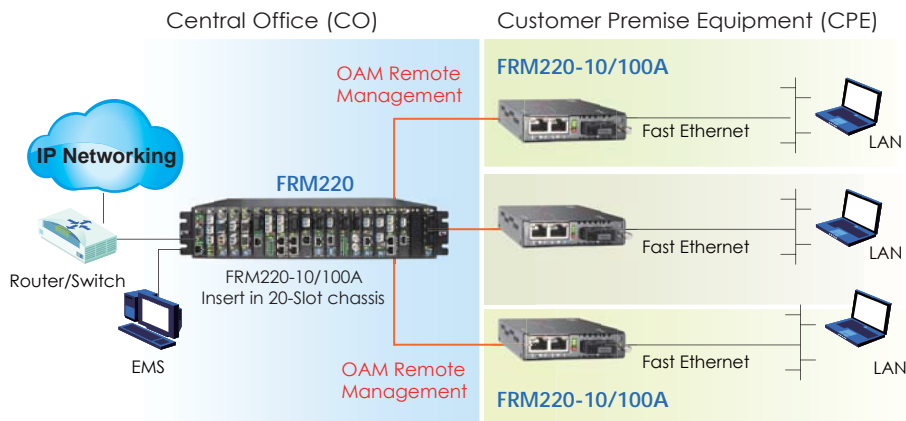 Central Office (CO)
Customer Premise Equipment (CPE)
OAM Remote
Management
FRM220-10/100A
Fast Ethernet
LAN
IP Networking
FRM220
Router/Switch
FRM220-10/100A
Insert in 20-Slot chassis
Fast Ethernet
LAN
EMS
OAM Remote
Management
Fast Ethernet
LAN
FRM220-10/100A